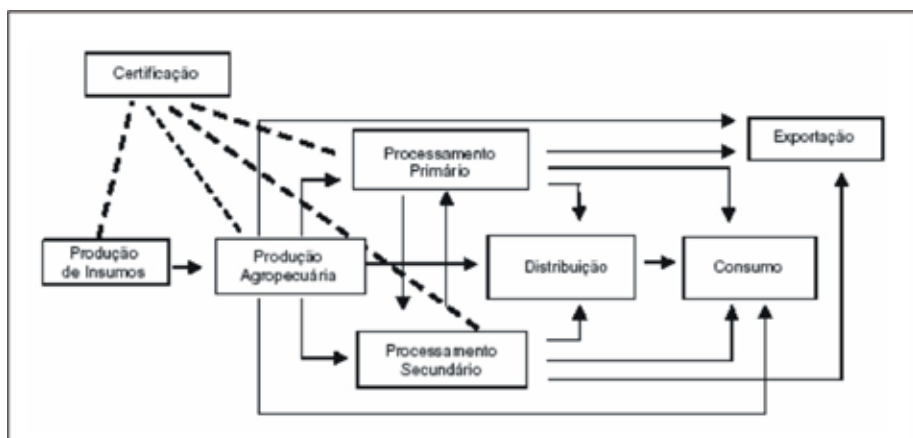 Certificação
Exportação
Processamento
Primário
Produção
de Insumos
Produção
Agropecuária
Distribuição
Consumo
Processamento
Secundário